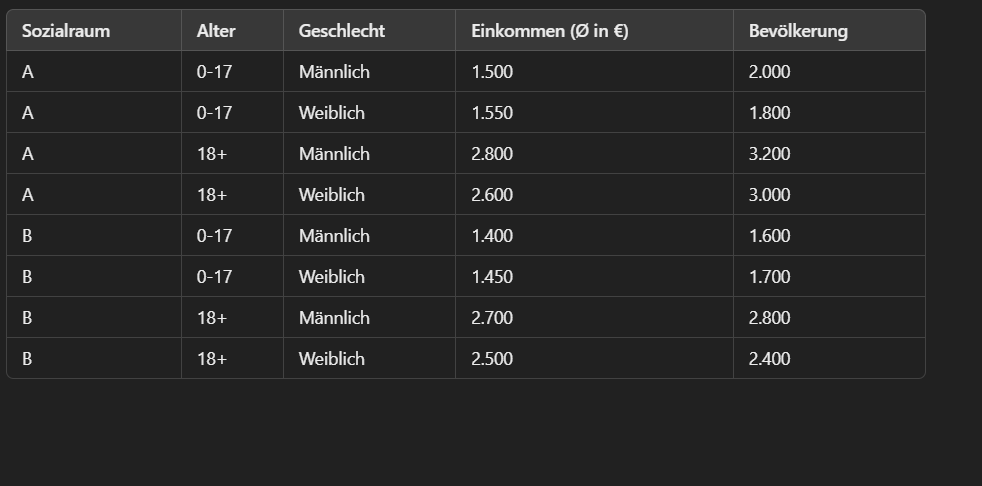 Sozialraum Alter Geschlecht Einkommen (Ø in €) Bevölkerung
A 0-17 Männlich 1.500 2.000
A 0-17 Weiblich 1.550 1.800
A 18+ Männlich 2.800 3.200
A 18+ Weiblich 2.600 3.000
B 0-17 Männlich 1.400 1.600
B 0-17 Weiblich 1.450 1.700
B 18+ Männlich 2.700 2.800
B 18+ Weiblich 2.500 2.400